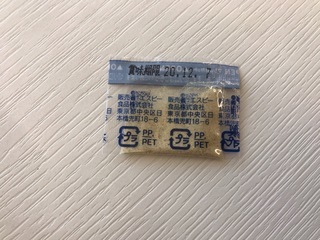 賞味期限 20.12. 7
販売者 エスビー
食品株式会社
東京都中央区日
本橋兜町18-6
プラ
PP
PET
販売者 エスビー
食品株式会社
東京都中央区日
本橋兜町18-6
プラ
PP
PET